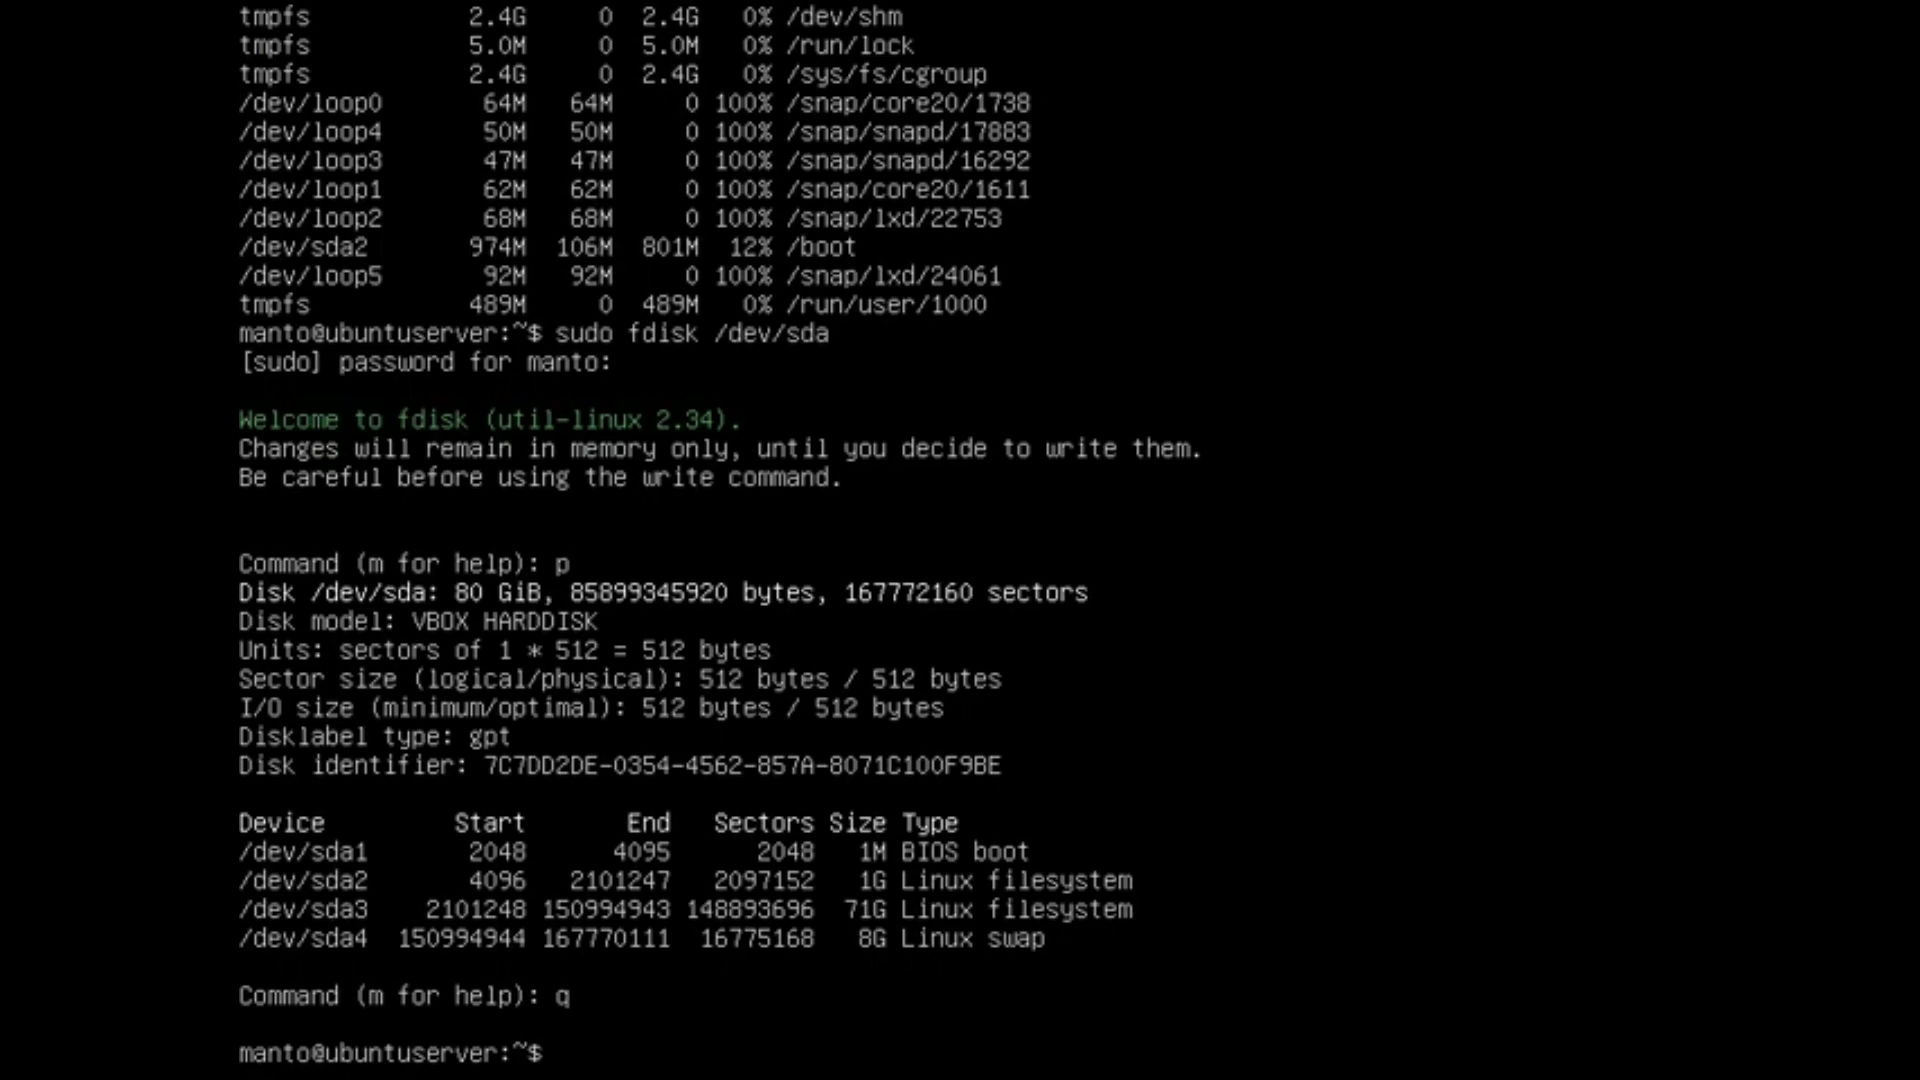 tmpfs 2.4G 0 2.4G 0% /dev/shm
tmpfs 5.0M 0 5.0M 0% /run/lock
tmpfs 2.4G 0 2.4G 0% /sys/fs/cgroup
/dev/loop0 64M 64M 0 100% /snap/core20/1738
/dev/loop4 50M 50M 0 100% /snap/snapd/17883
/dev/loop3 47M 47M 0 100% /snap/snapd/16292
/dev/loop1 62M 62M 0 100% /snap/core20/1611
/dev/loop2 68M 68M 0 100% /snap/lxd/22753
/dev/sda2 974M 106M 801M 12% /boot
/dev/loop5 92M 92M 0 100% /snap/lxd/24061
tmpfs 489M 0 489M 0% /run/user/1000
manto@ubuntuserver:~$ sudo fdisk /dev/sda
[sudo] password for manto:
Welcome to fdisk (util-linux 2.34).
Changes will remain in memory only, until you decide to write them.
Be careful before using the write command.
Command (m for help): p
Disk /dev/sda: 80 GiB, 85899345920 bytes, 167772160 sectors
Disk model: VBOX HARDDISK
Units: sectors of 1 * 512 = 512 bytes
Sector size (logical/physical): 512 bytes / 512 bytes
I/O size (minimum/optimal): 512 bytes / 512 bytes
Disklabel type: gpt
Disk identifier: 7C7DD2DE-0354-4562-857A-8071C100F9BE
Device Start End Sectors Size Type
/dev/sda1 2048 4095 2048 1M BIOS boot
/dev/sda2 4096 2101247 2097152 1G Linux filesystem
/dev/sda3 2101248 150994943 148893696 71G Linux filesystem
/dev/sda4 150994944 167770111 16775168 8G Linux swap
Command (m for help): q
manto@ubuntuserver:~$